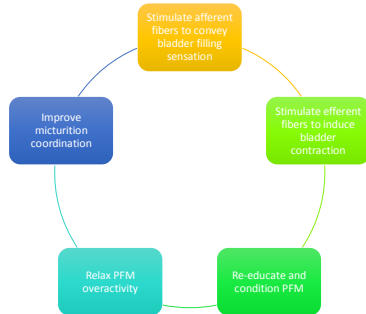 Stimulate afferent
fibers to convey
bladder filling
sensation
Stimulate efferent
fibers to induce
bladder
contraction
Re-educate and
condition PFM
Relax PFM
overactivity
Improve
micturition
coordination